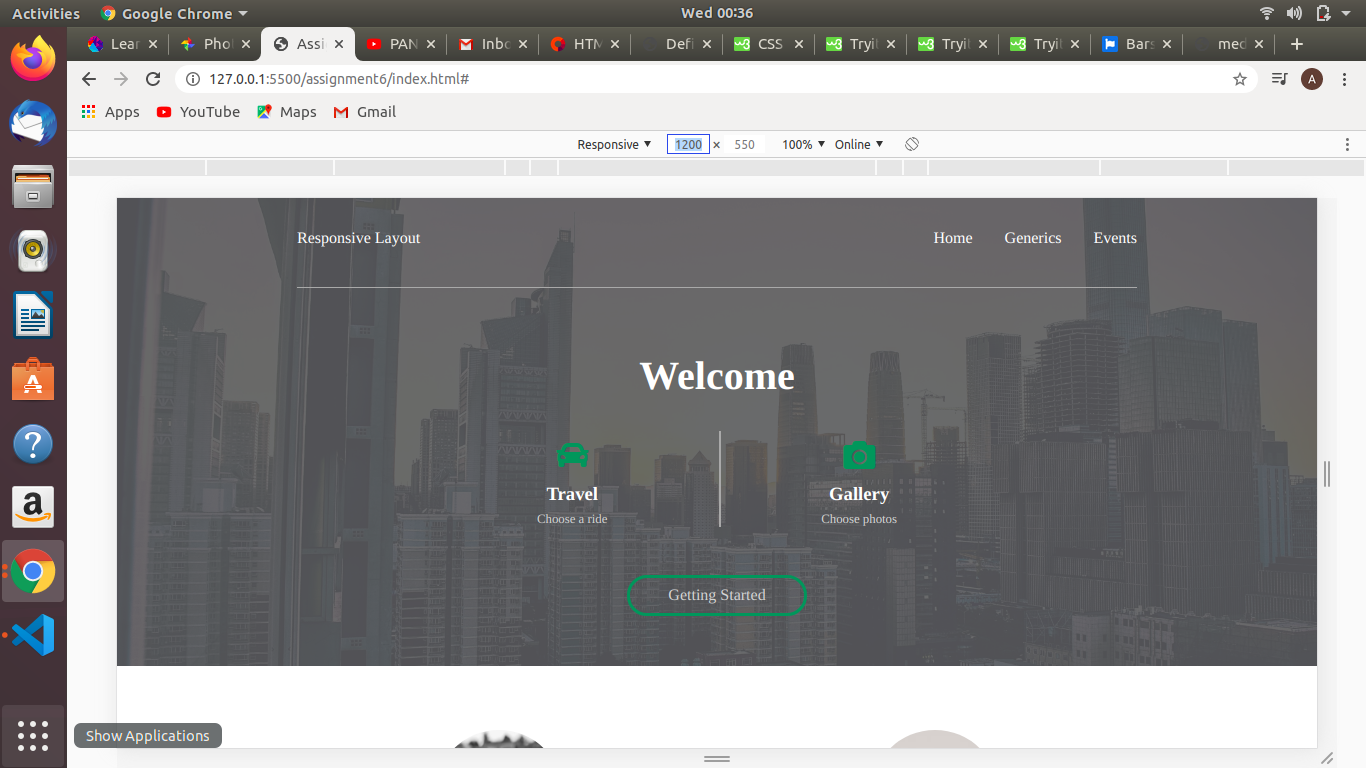 Activities Google Chrome Wed 00:36
Lear Phot Assi PAN Inbo HTM Defi CSS Tryi Tryi Tryi Bars med
127.0.0.1:5500/assignment6/index.html# A
Apps YouTube Maps Gmail
Responsive 1200 × 550 100% Online
Responsive Layout Home Generics Events
Welcome
Travel Gallery
Choose a ride Choose photos
Getting Started
Show Applications